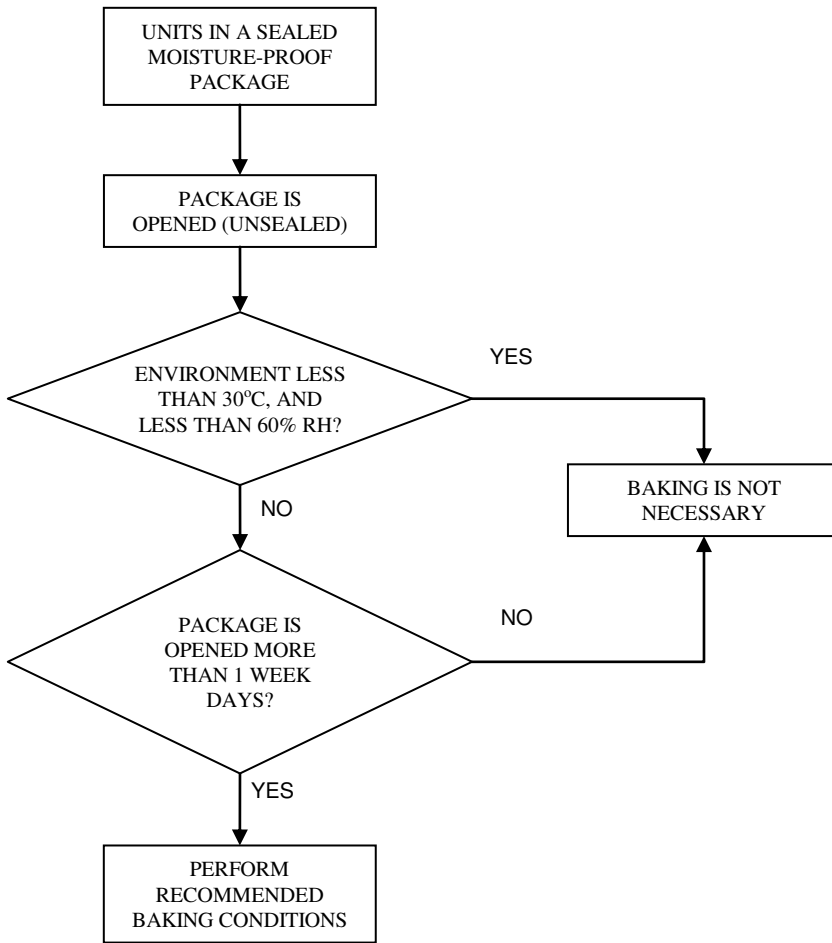 UNITS IN A SEALED
MOISTURE-PROOF
PACKAGE
PACKAGE IS
OPENED (UNSEALED)
ENVIRONMENT LESS
THAN 30°C, AND
LESS THAN 60% RH?
YES
BAKING IS NOT
NECESSARY
NO
PACKAGE IS
OPENED MORE
THAN 1 WEEK
DAYS?
NO
YES
PERFORM
RECOMMENDED
BAKING CONDITIONS